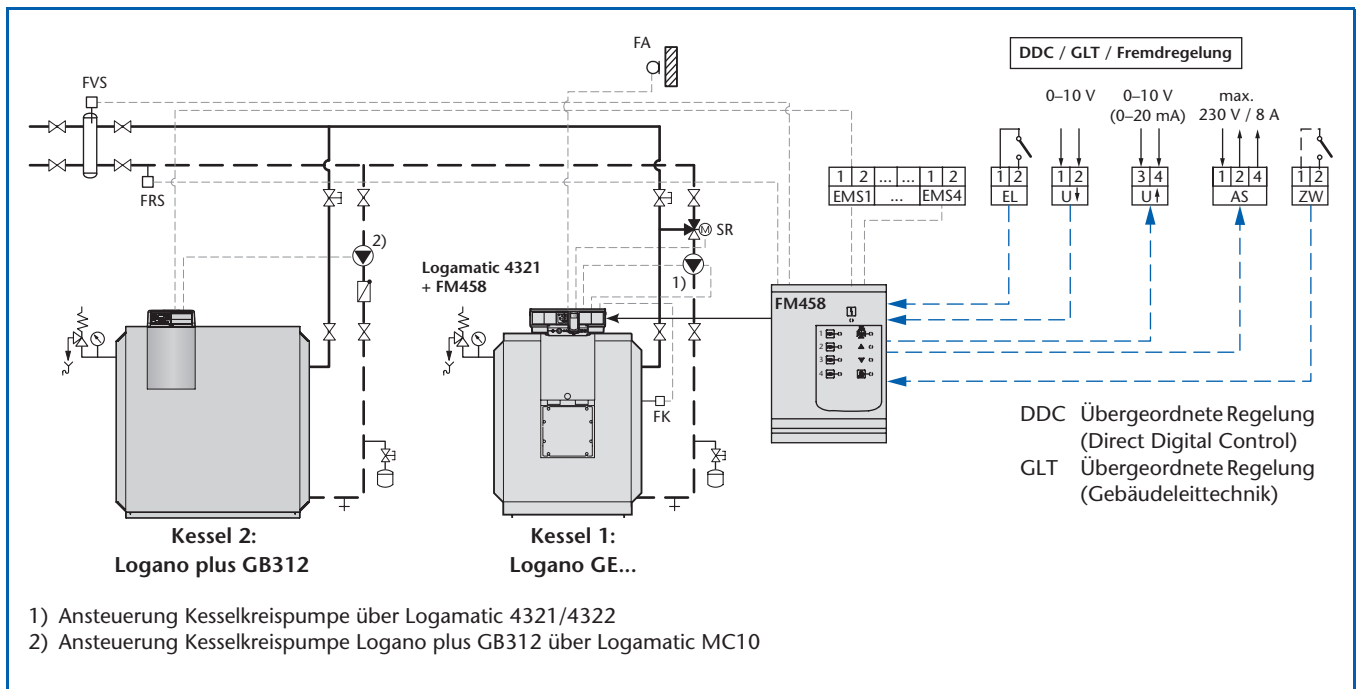 FA
DDC / GLT / Fremdregelung
FVS
0–10 V
0–10 V
(0–20 mA)
max.
230 V / 8 A
1 2 ... ... 1 2
EMS1 ... EMS4
1 2
EL
1 2
U↓
3 4
U↑
1 2 4
AS
1 2
ZW
FRS
2)
M
SR
1)
Logamatic 4321
+ FM458
FM458
1
2
3
4
FK
DDC Übergeordnete Regelung
(Direct Digital Control)
GLT Übergeordnete Regelung
(Gebäudeleittechnik)
Kessel 2:
Logano plus GB312
Kessel 1:
Logano GE...
1) Ansteuerung Kesselkreispumpe über Logamatic 4321/4322
2) Ansteuerung Kesselkreispumpe Logano plus GB312 über Logamatic MC10